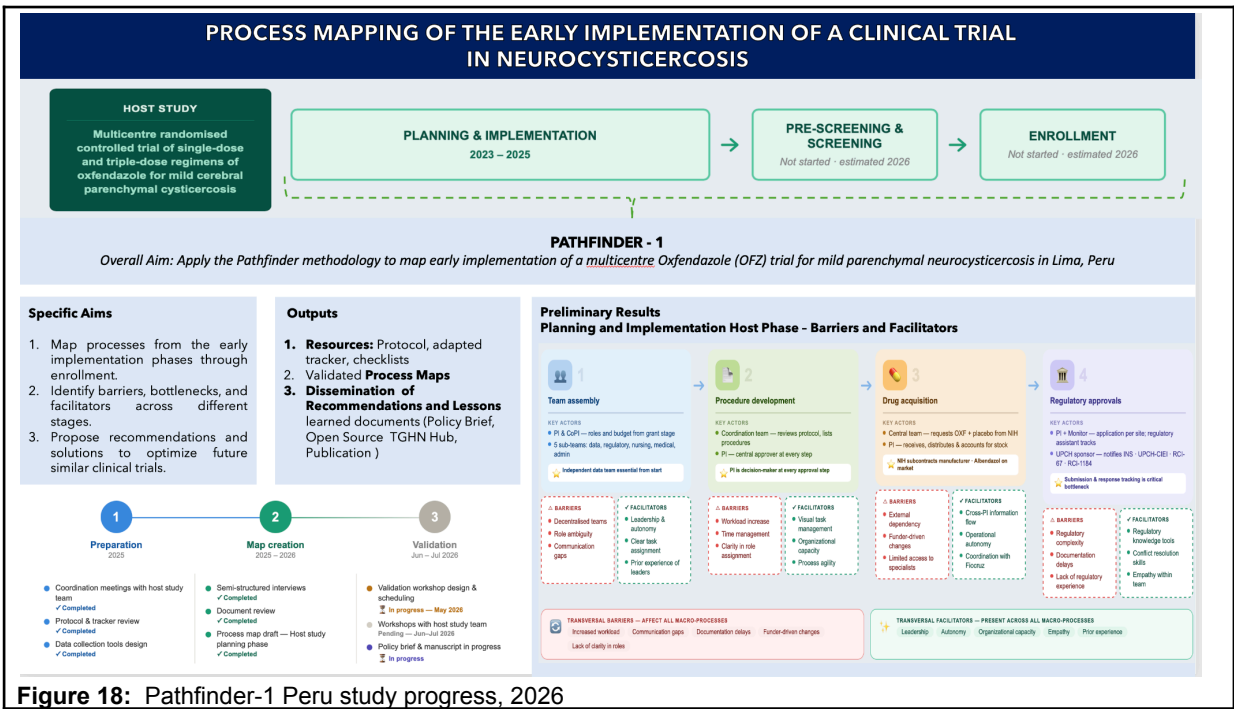 PROCESS MAPPING OF THE EARLY IMPLEMENTATION OF A CLINICAL TRIAL
IN NEUROCYSTICERCOSIS
HOST STUDY
Multicentre randomised
controlled trial of single-dose
and triple-dose regimens of
oxfendazole for mild cerebral
parenchymal cysticercosis
PLANNING & IMPLEMENTATION
2023 – 2025
→
PRE-SCREENING &
SCREENING
Not started · estimated 2026
→
ENROLLMENT
Not started · estimated 2026
PATHFINDER - 1
Overall Aim: Apply the Pathfinder methodology to map early implementation of a multicentre Oxfendazole (OFZ) trial for mild parenchymal neurocysticercosis in Lima, Peru
Specific Aims
1. Map processes from the early
implementation phases through
enrollment.
2. Identify barriers, bottlenecks, and
facilitators across different
stages.
3. Propose recommendations and
solutions to optimize future
similar clinical trials.
Outputs
1. Resources: Protocol, adapted
tracker, checklists
2. Validated Process Maps
3. Dissemination of
Recommendations and Lessons
learned documents (Policy Brief,
Open Source TGHN Hub,
Publication )
1
Preparation
2025
Coordination meetings with host study
team
✓ Completed
Protocol & tracker review
✓ Completed
Data collection tools design
✓ Completed
2
Map creation
2025 – 2026
Semi-structured interviews
✓ Completed
Document review
✓ Completed
Process map draft — Host study
planning phase
✓ Completed
3
Validation
Jun – Jul 2026
Validation workshop design &
scheduling
⏳ In progress — May 2026
Workshops with host study team
Pending — Jun–Jul 2026
Policy brief & manuscript in progress
⏳ In progress
Preliminary Results
Planning and Implementation Host Phase – Barriers and Facilitators
1
Team assembly
KEY ACTORS
PI & CoPI — roles and budget from grant stage
5 sub-teams: data, regulatory, nursing, medical,
admin
Independent data team essential from start
⚠ BARRIERS
Decentralised teams
Role ambiguity
Communication
gaps
✓ FACILITATORS
Leadership &
autonomy
Clear task
assignment
Prior experience of
leaders
2
Procedure development
KEY ACTORS
Coordination team — reviews protocol, lists
procedures
PI — central approver at every step
PI is decision-maker at every approval step
⚠ BARRIERS
Workload increase
Time management
Clarity in role
assignment
✓ FACILITATORS
Visual task
management
Organizational
capacity
Process agility
3
Drug acquisition
KEY ACTORS
Central team — requests OXF + placebo from NIH
PI — receives, distributes & accounts for stock
NIH subcontracts manufacturer · Albendazol on
market
⚠ BARRIERS
External
dependency
Funder-driven
changes
Limited access to
specialists
✓ FACILITATORS
Cross-PI information
flow
Operational
autonomy
Coordination with
Fiocruz
4
Regulatory approvals
KEY ACTORS
PI + Monitor — application per site; regulatory
assistant tracks
UPCH sponsor — notifies INS · UPCH-CIEI · RCI-
67 · RCI-1184
Submission & response tracking is critical
bottleneck
⚠ BARRIERS
Regulatory
complexity
Documentation
delays
Lack of regulatory
experience
✓ FACILITATORS
Regulatory
knowledge tools
Conflict resolution
skills
Empathy within
team
TRANSVERSAL BARRIERS — AFFECT ALL MACRO-PROCESSES
Increased workload Communication gaps Documentation delays Funder-driven changes
Lack of clarity in roles
TRANSVERSAL FACILITATORS — PRESENT ACROSS ALL MACRO-PROCESSES
Leadership Autonomy Organizational capacity Empathy Prior experience
Figure 18: Pathfinder-1 Peru study progress, 2026